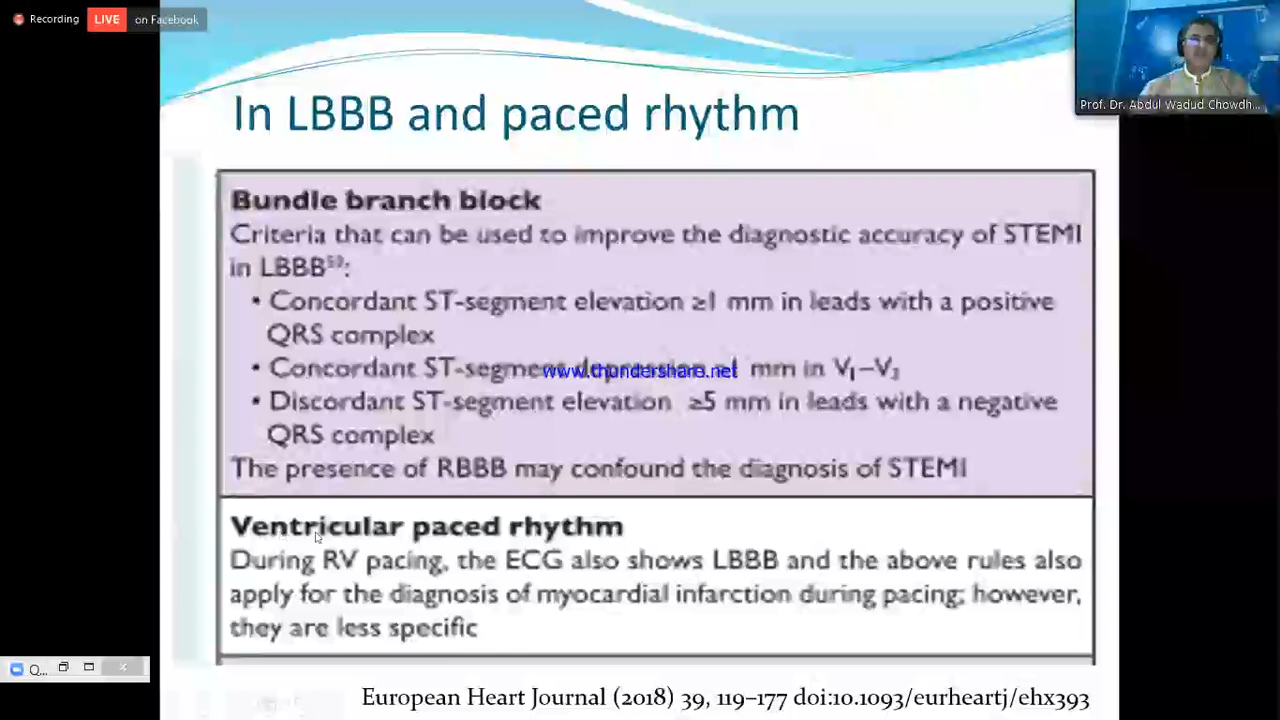 Recording LIVE on Facebook
Prof. Dr. Abdul Wadud Chowdh...
In LBBB and paced rhythm
Bundle branch block
Criteria that can be used to improve the diagnostic accuracy of STEMI
in LBBB
• Concordant ST-segment elevation ≥1 mm in leads with a positive
QRS complex
• Concordant ST-segment mm in V1–V3
www.thundershare.net
• Discordant ST-segment elevation ≥5 mm in leads with a negative
QRS complex
The presence of RBBB may confound the diagnosis of STEMI
Ventricular paced rhythm
During RV pacing, the ECG also shows LBBB and the above rules also
apply for the diagnosis of myocardial infarction during pacing; however,
they are less specific
Q...
European Heart Journal (2018) 39, 119–177 doi:10.1093/eurheartj/ehx393